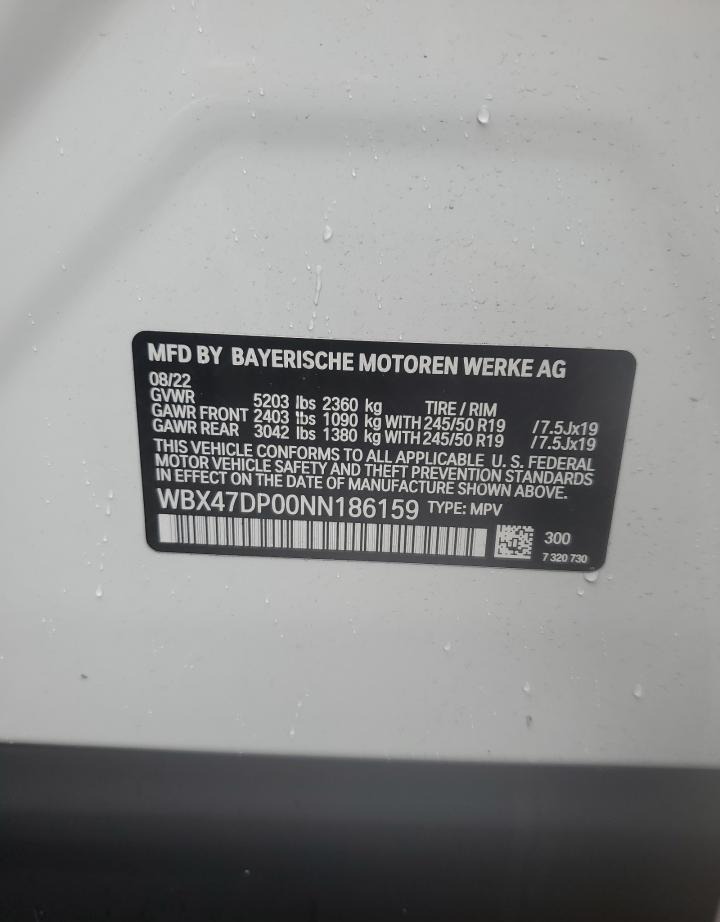 MFD BY BAYERISCHE MOTOREN WERKE AG
08/22
GVWR 5203 lbs 2360 kg TIRE / RIM
GAWR FRONT 2403 lbs 1090 kg WITH 245/50 R19 /7.5Jx19
GAWR REAR 3042 lbs 1380 kg WITH 245/50 R19 /7.5Jx19
THIS VEHICLE CONFORMS TO ALL APPLICABLE U. S. FEDERAL
MOTOR VEHICLE SAFETY AND THEFT PREVENTION STANDARDS
IN EFFECT ON THE DATE OF MANUFACTURE SHOWN ABOVE.
WBX47DP00NN186159 TYPE: MPV
300
7 320 730